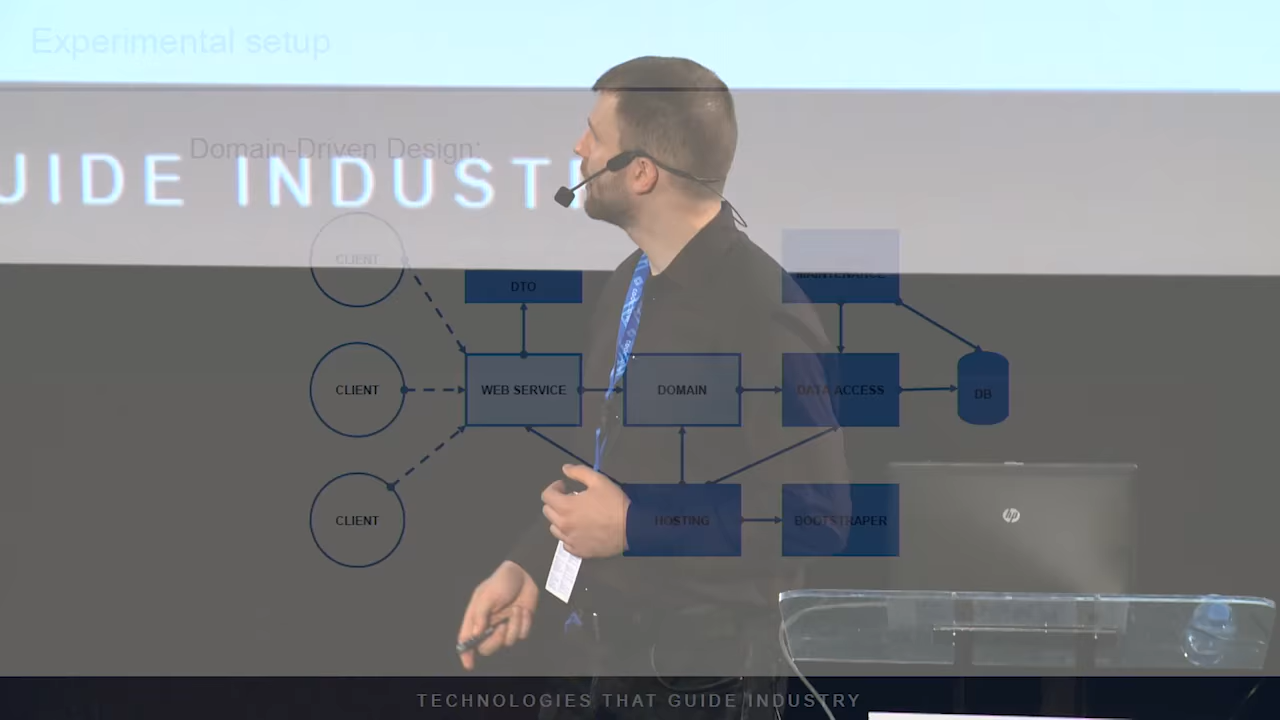 Experimental setup
Domain-Driven Design:
UIDE INDUST
CLIENT
DTO
MAINTENANCE
CLIENT
WEB SERVICE
DOMAIN
DATA ACCESS
DB
CLIENT
HOSTING
BOOTSTRAPER
hp
TECHNOLOGIES THAT GUIDE INDUSTRY